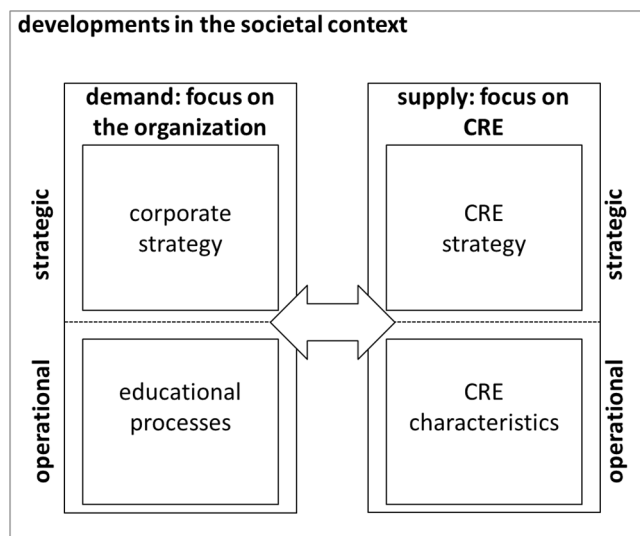 developments in the societal context
demand: focus on
the organization
supply: focus on
CRE
strategic
corporate
strategy
CRE
strategy
strategic
operational
educational
processes
CRE
characteristics
operational